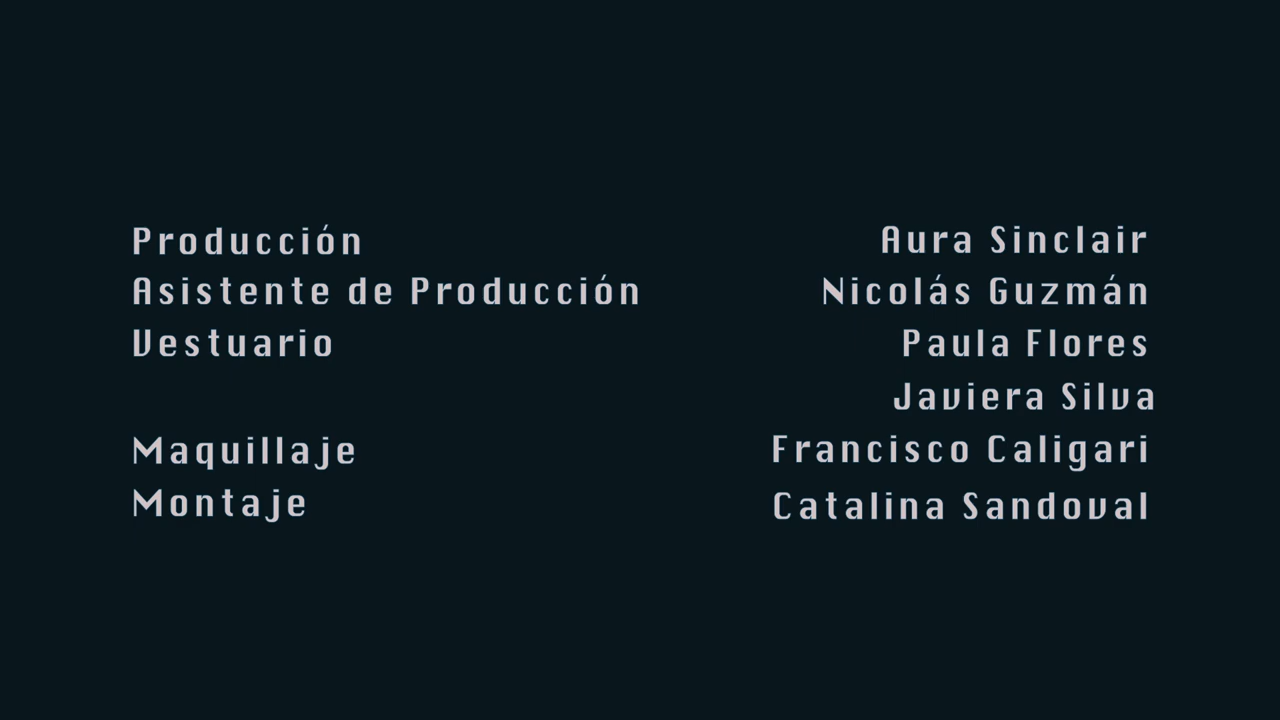 Producción Aura Sinclair
Asistente de Producción Nicolás Guzmán
Vestuario Paula Flores
Javiera Silva
Maquillaje Francisco Caligari
Montaje Catalina Sandoval